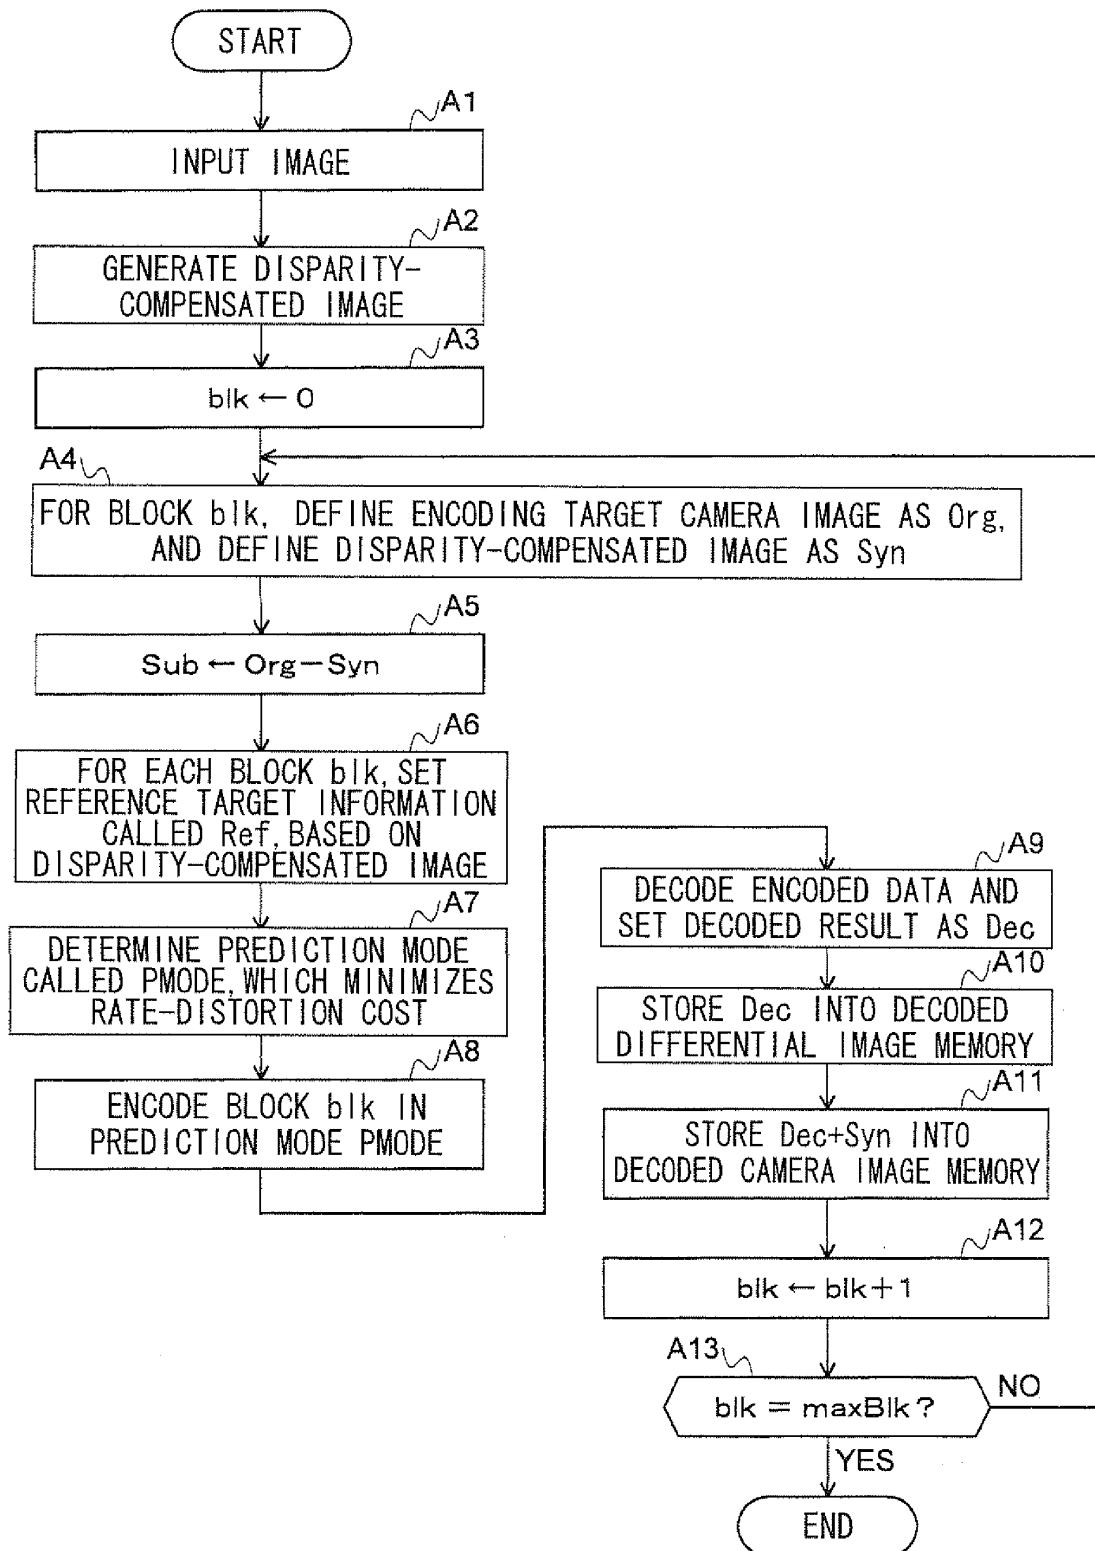 START
A1
INPUT IMAGE
A2
GENERATE DISPARITY-
COMPENSATED IMAGE
A3
blk ← 0
A4
FOR BLOCK blk, DEFINE ENCODING TARGET CAMERA IMAGE AS Org,
AND DEFINE DISPARITY-COMPENSATED IMAGE AS Syn
A5
Sub ← Org－Syn
A6
FOR EACH BLOCK blk, SET
REFERENCE TARGET INFORMATION
CALLED Ref, BASED ON
DISPARITY-COMPENSATED IMAGE
A7
DETERMINE PREDICTION MODE
CALLED PMODE, WHICH MINIMIZES
RATE-DISTORTION COST
A8
ENCODE BLOCK blk IN
PREDICTION MODE PMODE
A9
DECODE ENCODED DATA AND
SET DECODED RESULT AS Dec
A10
STORE Dec INTO DECODED
DIFFERENTIAL IMAGE MEMORY
A11
STORE Dec+Syn INTO
DECODED CAMERA IMAGE MEMORY
A12
blk ← blk＋1
A13
blk = maxBlk?
NO
YES
END